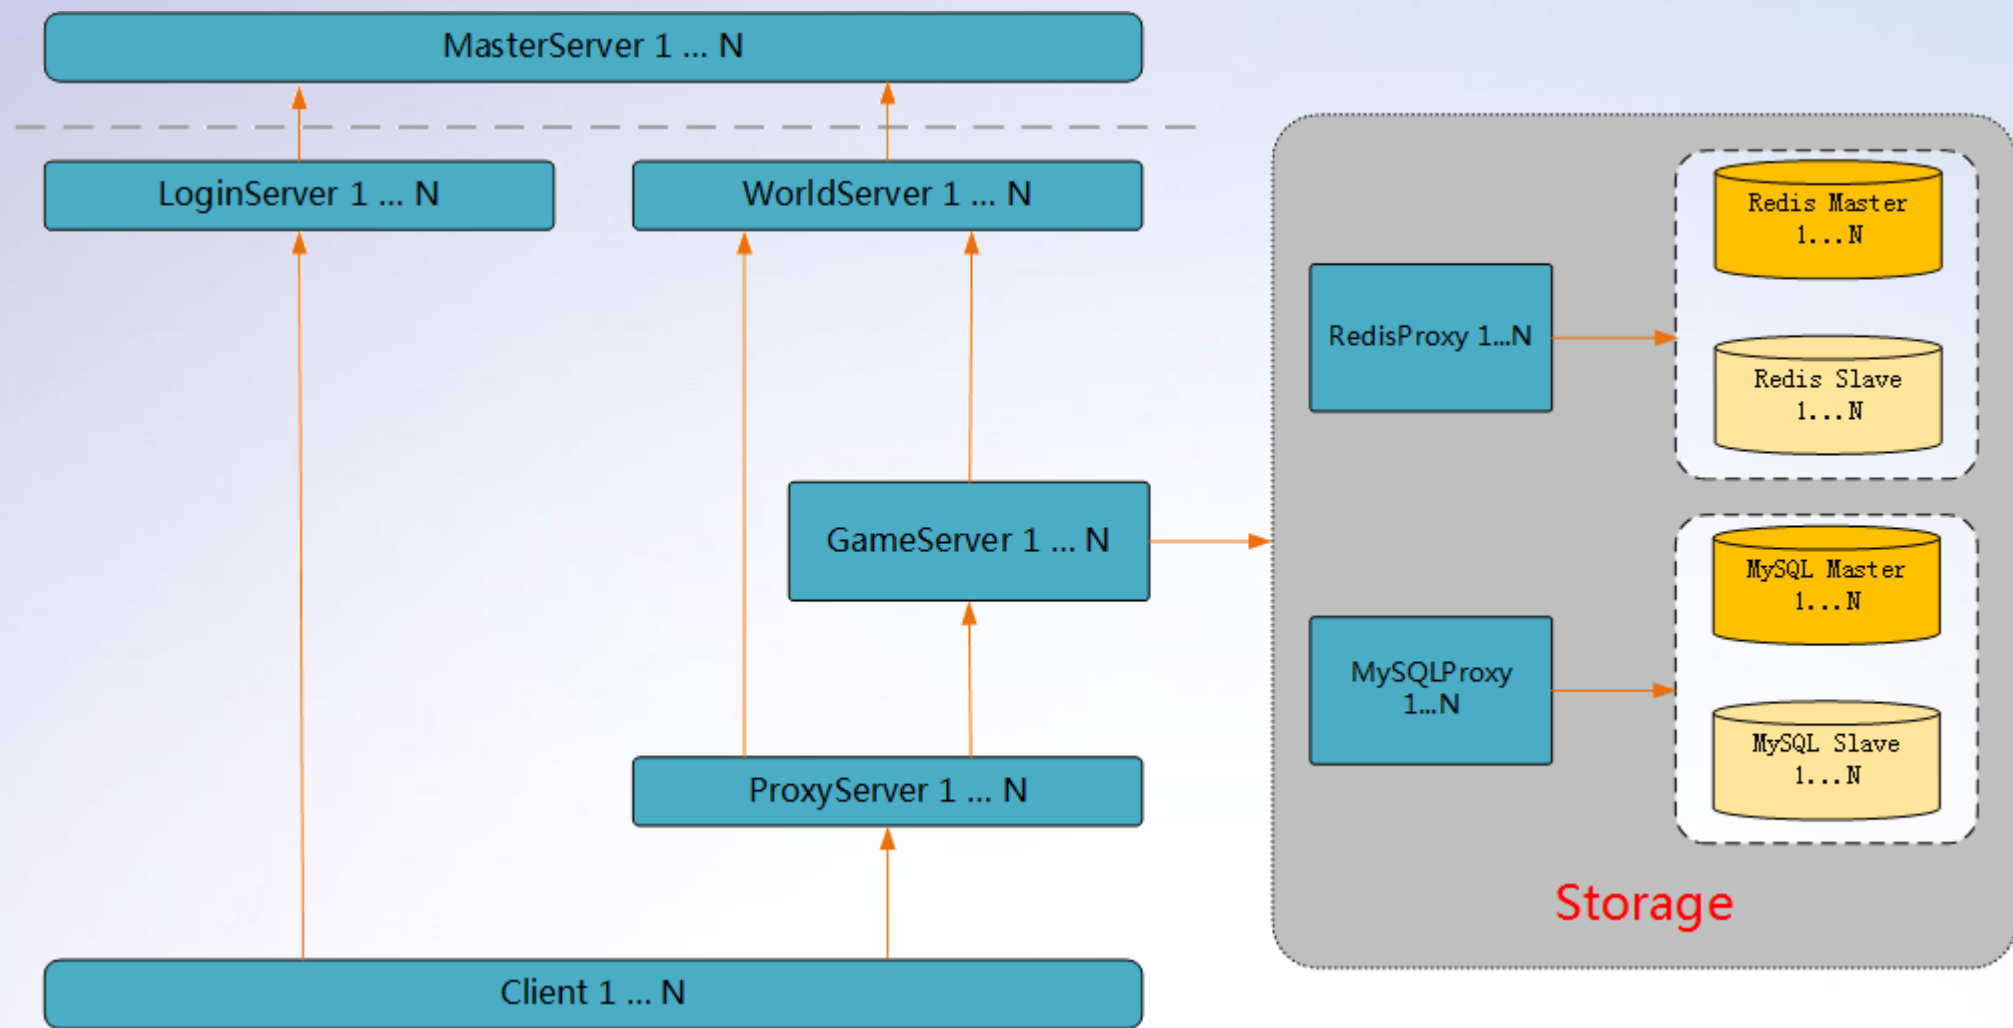 MasterServer 1 ... N
LoginServer 1 ... N
WorldServer 1 ... N
GameServer 1 ... N
ProxyServer 1 ... N
Client 1 ... N
RedisProxy 1...N
Redis Master
1...N
Redis Slave
1...N
MySQLProxy
1...N
MySQL Master
1...N
MySQL Slave
1...N
Storage